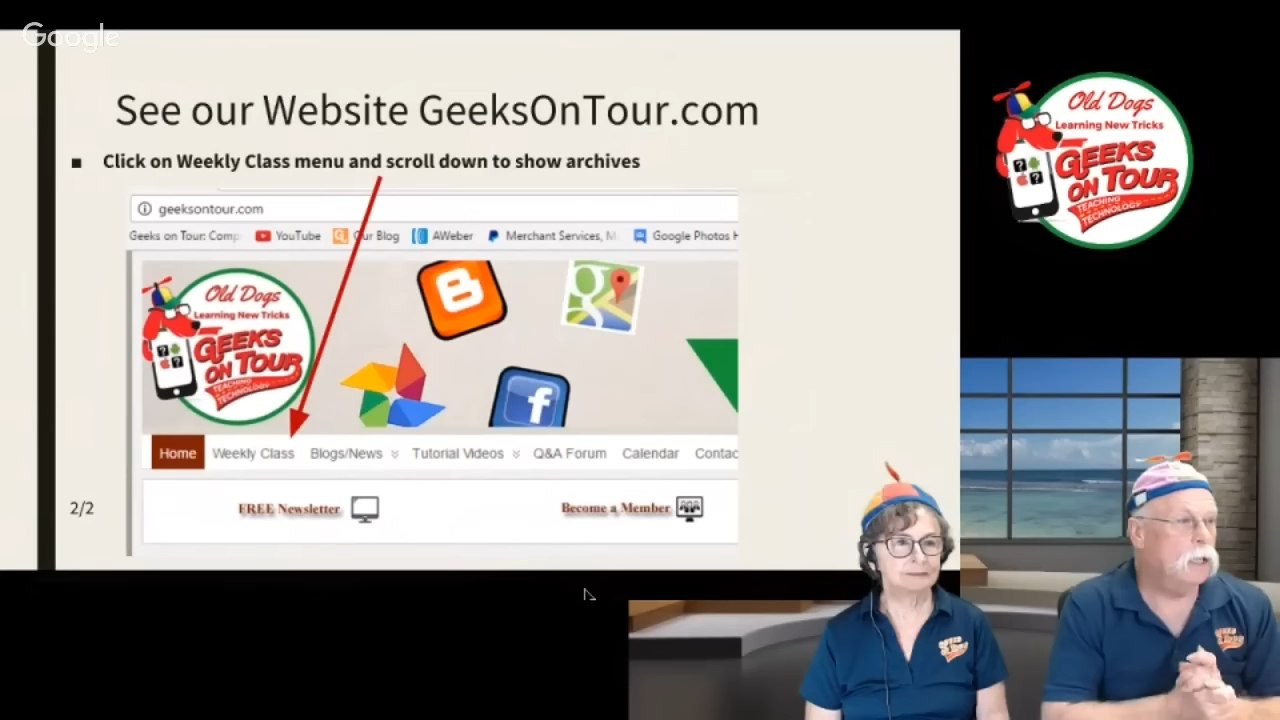 Google
See our Website GeeksOnTour.com
■ Click on Weekly Class menu and scroll down to show archives
geeksontour.com
Geeks on Tour: Comp YouTube Our Blog AWeber Merchant Services, M Google Photos H
Old Dogs
Learning New Tricks
GEEKS
ON TOUR
TEACHING
TECHNOLOGY
Home Weekly Class Blogs/News Tutorial Videos Q&A Forum Calendar Contac
FREE Newsletter Become a Member
2/2
Old Dogs
Learning New Tricks
GEEKS
ON TOUR
TEACHING
TECHNOLOGY